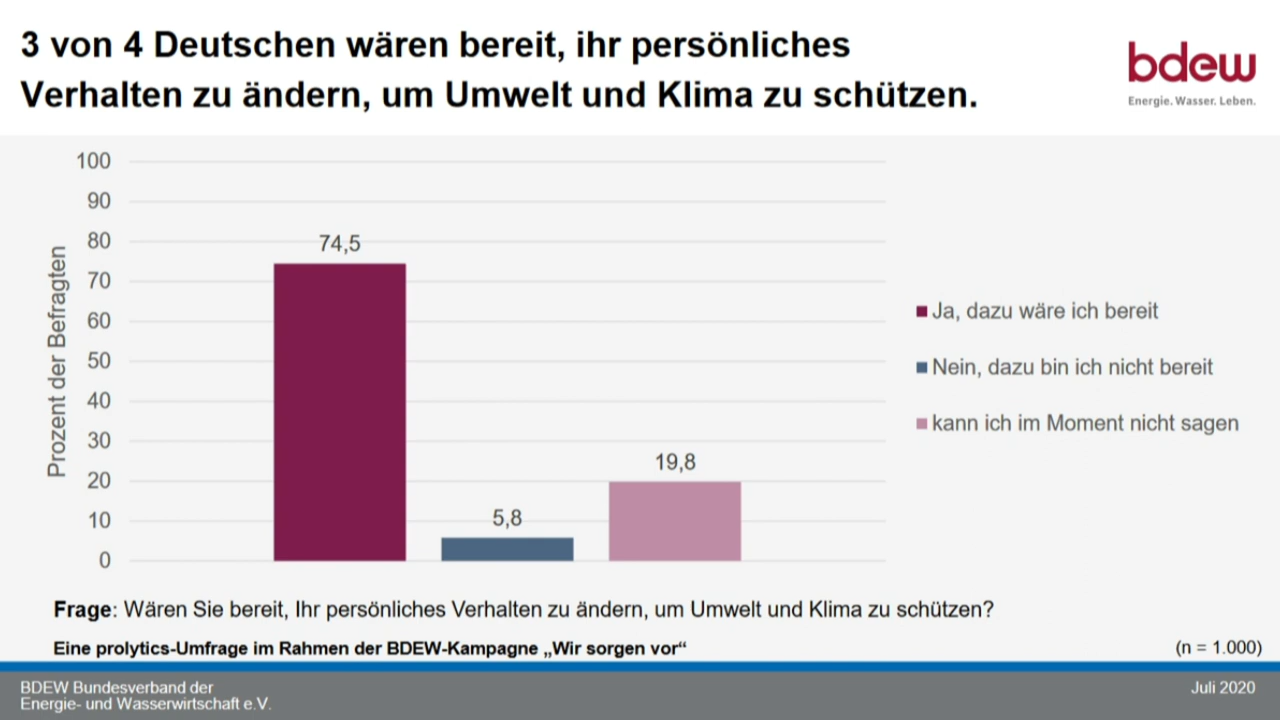 3 von 4 Deutschen wären bereit, ihr persönliches
Verhalten zu ändern, um Umwelt und Klima zu schützen.
bdew
Energie. Wasser. Leben.
Prozent der Befragten
100
90
80
70
60
50
40
30
20
10
0
74,5
5,8
19,8
Ja, dazu wäre ich bereit
Nein, dazu bin ich nicht bereit
kann ich im Moment nicht sagen
Frage: Wären Sie bereit, Ihr persönliches Verhalten zu ändern, um Umwelt und Klima zu schützen?
Eine prolytics-Umfrage im Rahmen der BDEW-Kampagne „Wir sorgen vor“
(n = 1.000)
BDEW Bundesverband der
Energie- und Wasserwirtschaft e.V.
Juli 2020